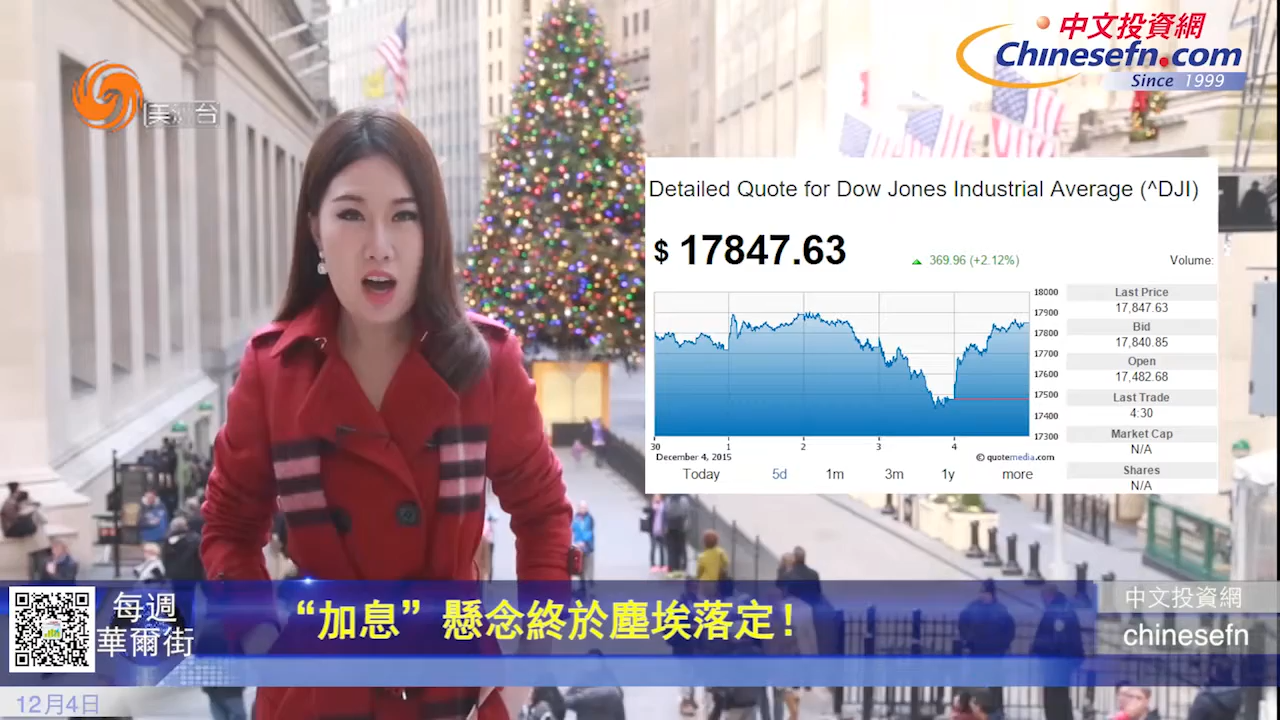 中文投資網
Chinesefn.com
Since 1999
美洲台
Detailed Quote for Dow Jones Industrial Average (^DJI)
$ 17847.63
369.96 (+2.12%)
Volume:
18000
17900
17800
17700
17600
17500
17400
17300
30 1 2 3 4
December 4, 2015
© quotemedia.com
Today 5d 1m 3m 1y more
Last Price
17,847.63
Bid
17,840.85
Open
17,482.68
Last Trade
4:30
Market Cap
N/A
Shares
N/A
每週
華爾街
“加息”懸念終於塵埃落定!
中文投資網
chinesefn
12月4日